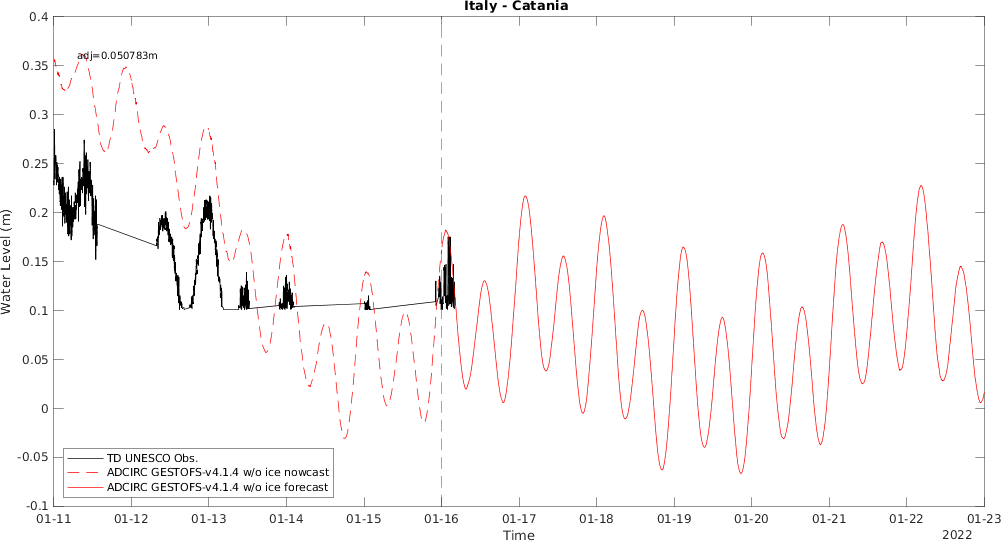 Italy - Catania
adj=0.050783m
0.4
0.35
0.3
0.25
0.2
0.15
0.1
0.05
0
-0.05
-0.1
Water Level (m)
TD UNESCO Obs.
ADCIRC GESTOFS-v4.1.4 w/o ice nowcast
ADCIRC GESTOFS-v4.1.4 w/o ice forecast
01-11 01-12 01-13 01-14 01-15 01-16 01-17 01-18 01-19 01-20 01-21 01-22 01-23
Time
2022